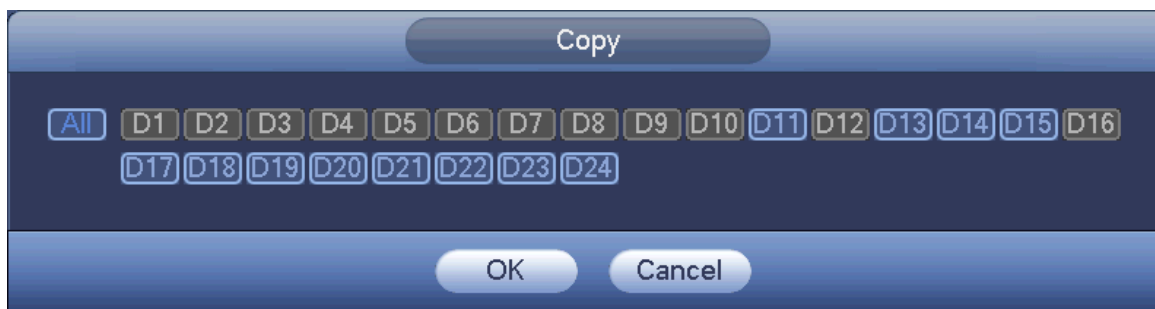 Copy
All D1 D2 D3 D4 D5 D6 D7 D8 D9 D10 D11 D12 D13 D14 D15 D16
D17 D18 D19 D20 D21 D22 D23 D24
OK Cancel